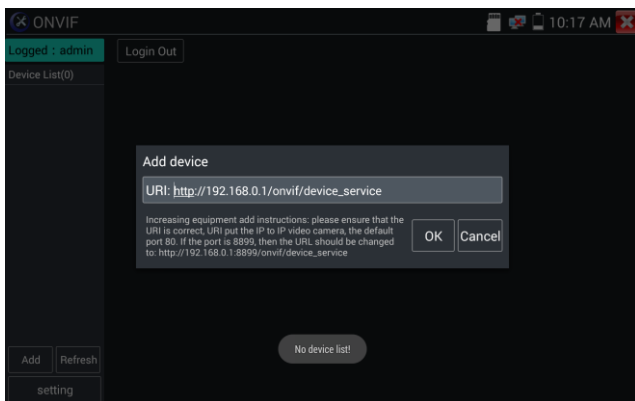 ONVIF
10:17 AM
Logged : admin
Login Out
Device List(0)
Add device
URI: http://192.168.0.1/onvif/device_service
Increasing equipment add instructions: please ensure that the
URI is correct, URI put the IP to IP video camera, the default
port 80. If the port is 8899, then the URL should be changed
to: http://192.168.0.1:8899/onvif/device_service
OK
Cancel
No device list!
Add
Refresh
setting